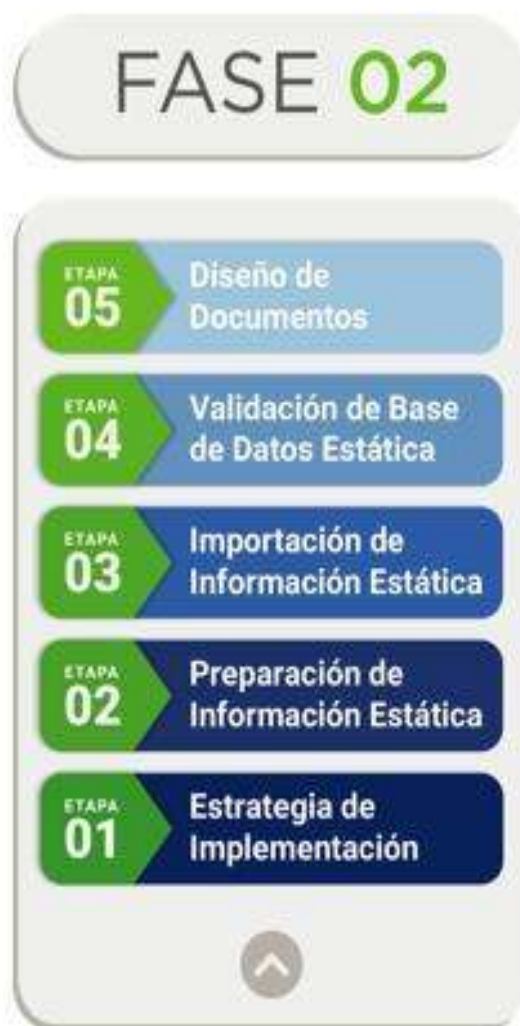 FASE 02
ETAPA
05
Diseño de
Documentos
ETAPA
04
Validación de Base
de Datos Estática
ETAPA
03
Importación de
Información Estática
ETAPA
02
Preparación de
Información Estática
ETAPA
01
Estrategia de
Implementación